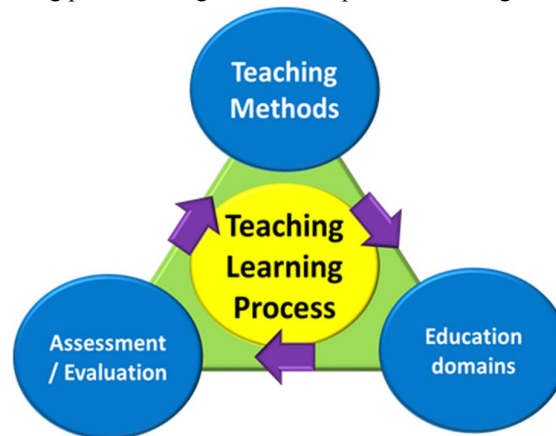 Teaching
Methods
Teaching
Learning
Process
Assessment
/ Evaluation
Education
domains